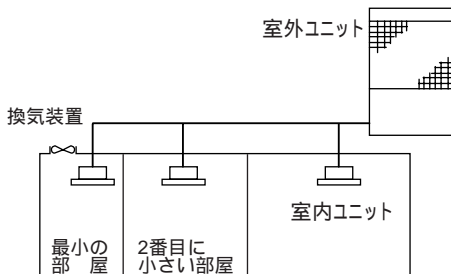 室外ユニット
換気装置
室内ユニット
最小の
部　屋
2番目に
小さい部屋